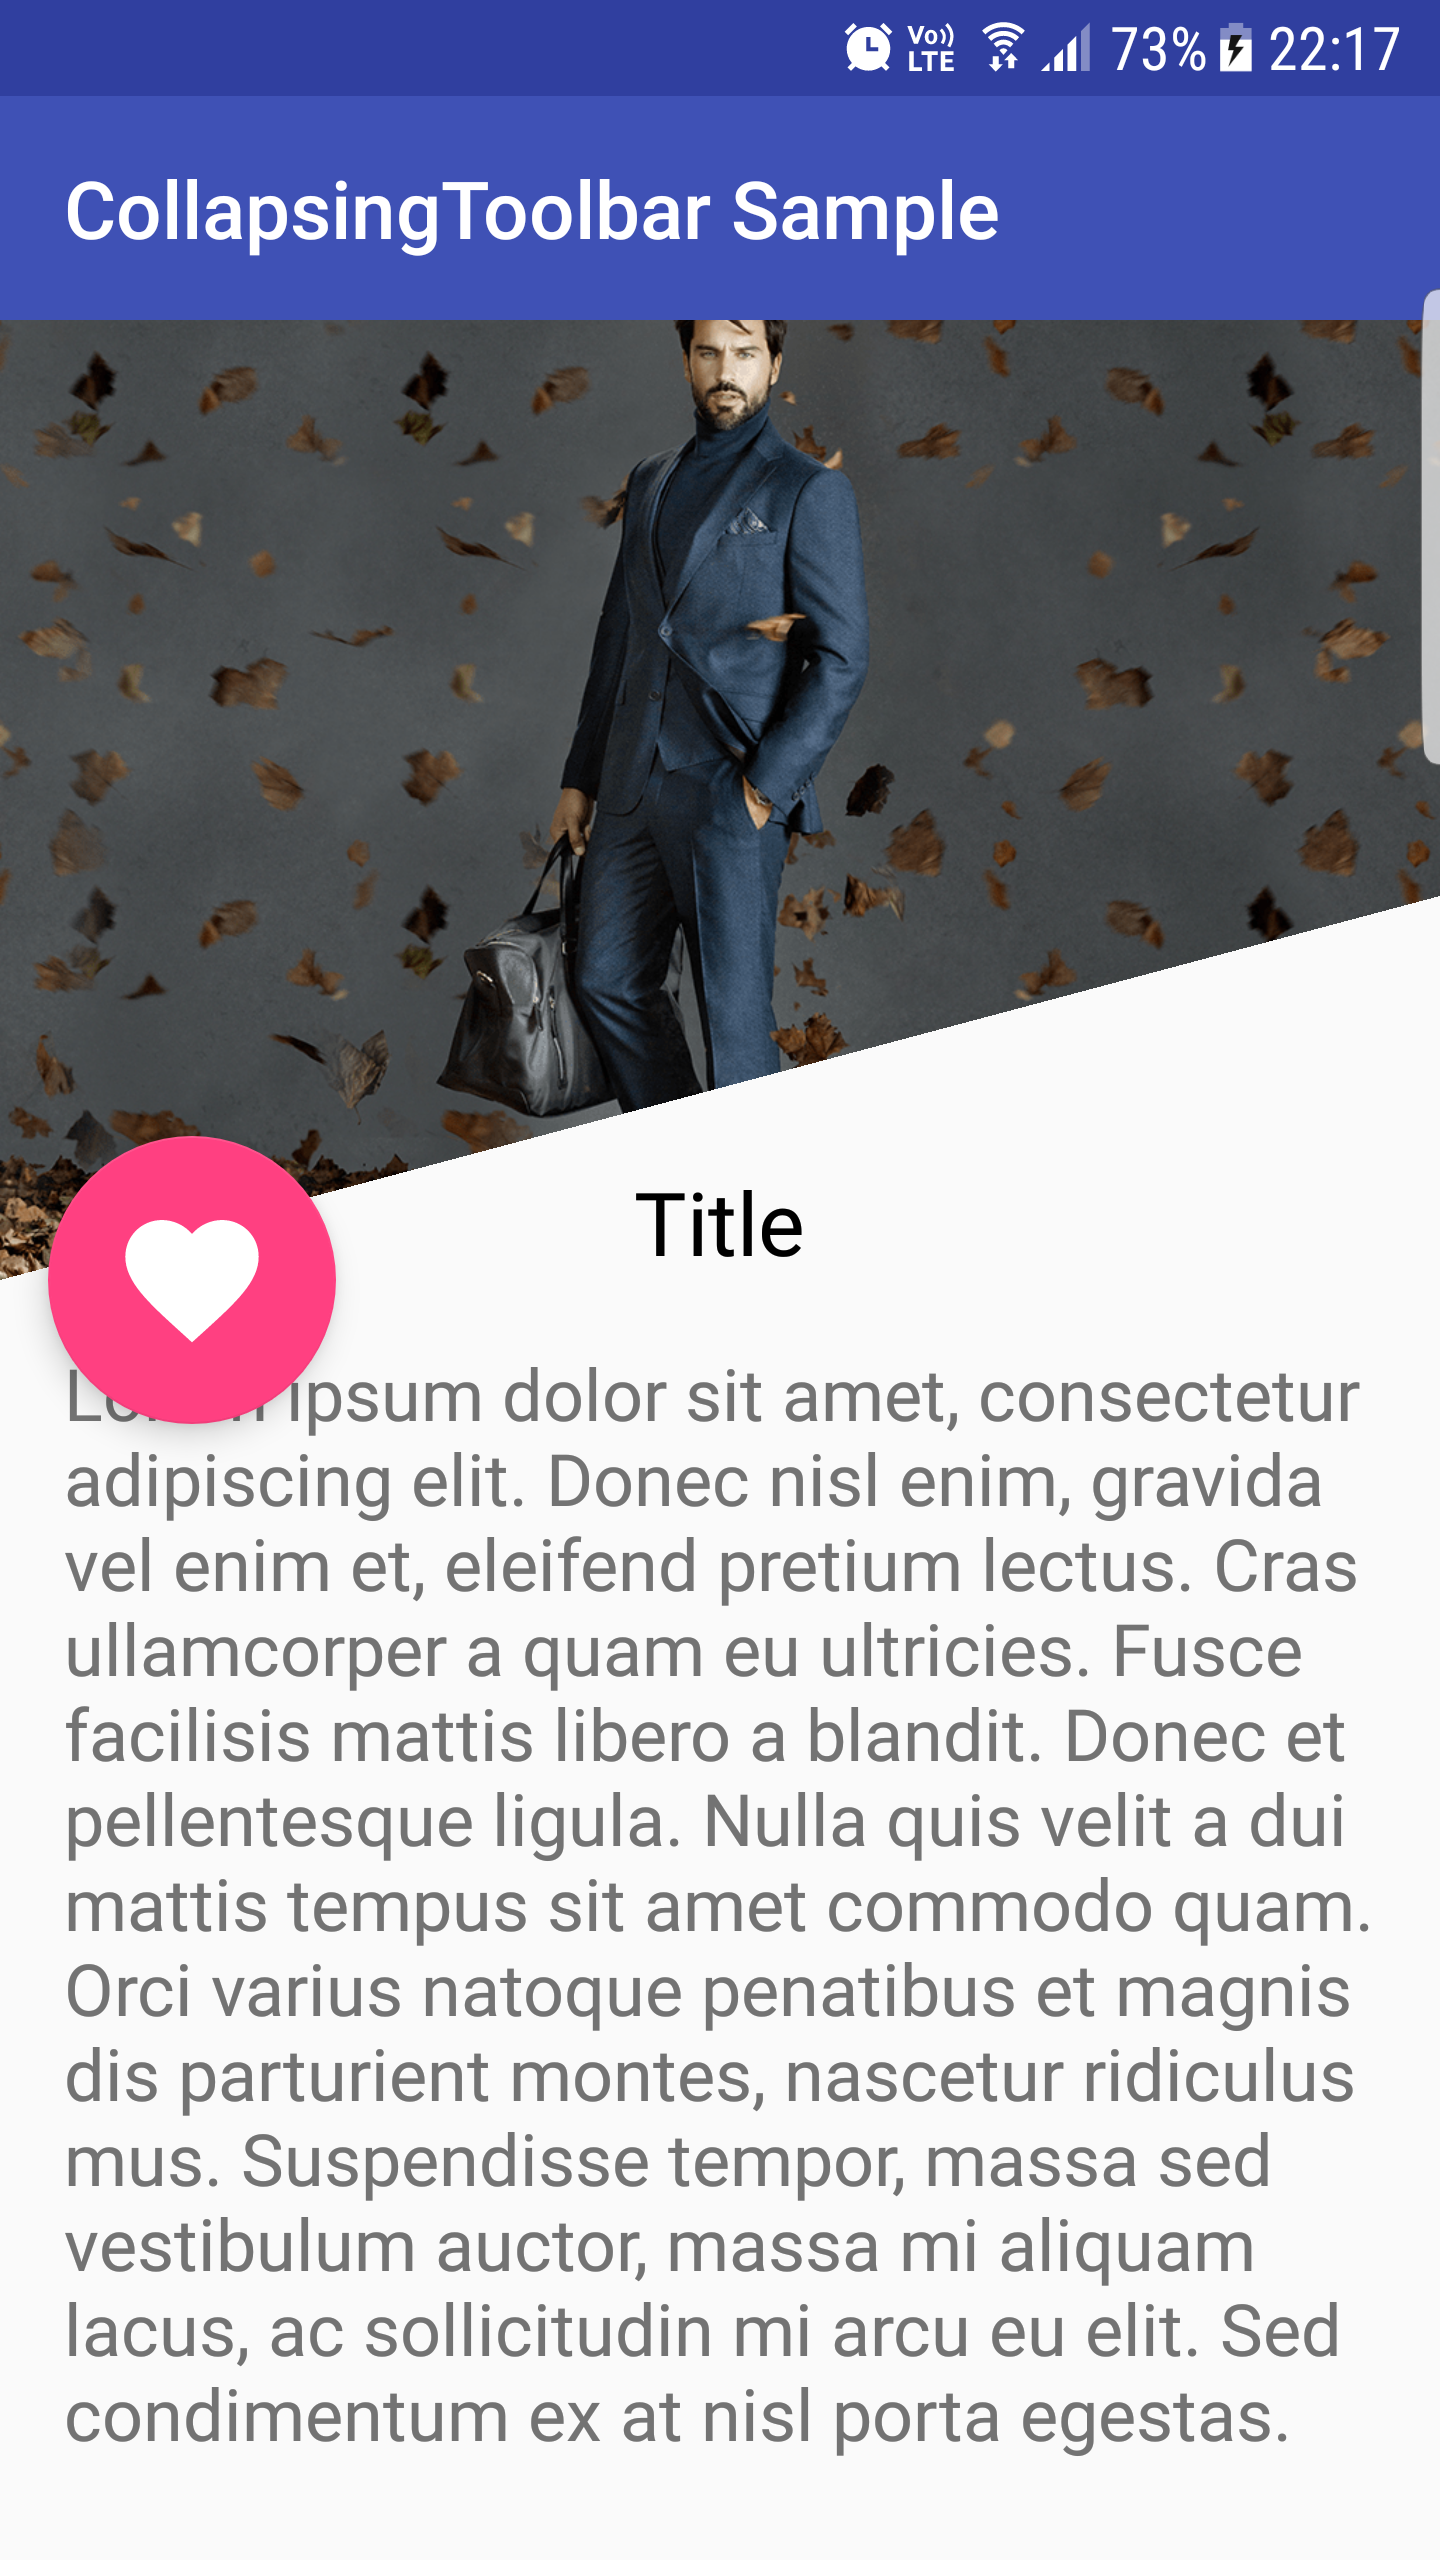 Vo)) LTE 73% 22:17
CollapsingToolbar Sample
Title
ipsum dolor sit amet, consectetur
adipiscing elit. Donec nisl enim, gravida
vel enim et, eleifend pretium lectus. Cras
ullamcorper a quam eu ultricies. Fusce
facilisis mattis libero a blandit. Donec et
pellentesque ligula. Nulla quis velit a dui
mattis tempus sit amet commodo quam.
Orci varius natoque penatibus et magnis
dis parturient montes, nascetur ridiculus
mus. Suspendisse tempor, massa sed
vestibulum auctor, massa mi aliquam
lacus, ac sollicitudin mi arcu eu elit. Sed
condimentum ex at nisl porta egestas.